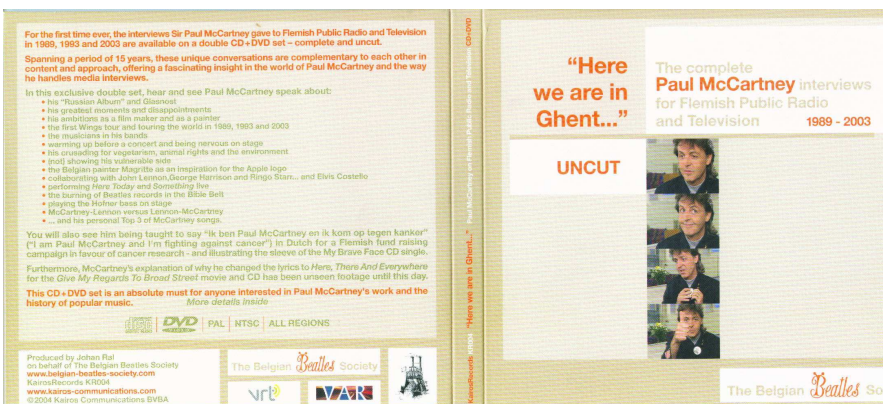 For the first time ever, the interviews Sir Paul McCartney gave to Flemish Public Radio and Television
in 1989, 1993 and 2003 are available on a double CD+DVD set – complete and uncut.
Spanning a period of 15 years, these unique conversations are complementary to each other in
content and approach, offering a fascinating insight in the world of Paul McCartney and the way
he handles media interviews.
In this exclusive double set, hear and see Paul McCartney speak about:
• his "Russian Album" and Glasnost
• his greatest moments and disappointments
• his ambitions as a film maker and as a painter
• the first Wings tour and touring the world in 1989, 1993 and 2003
• the musicians in his bands
• warming up before a concert and being nervous on stage
• his crusading for vegetarism, animal rights and the environment
• (not) showing his vulnerable side
• the Belgian painter Magritte as an inspiration for the Apple logo
• collaborating with John Lennon,George Harrison and Ringo Starr... and Elvis Costello
• performing Here Today and Something live
• the burning of Beatles records in the Bible Belt
• playing the Hofner bass on stage
• McCartney-Lennon versus Lennon-McCartney
• ... and his personal Top 3 of McCartney songs.
You will also see him being taught to say "Ik ben Paul McCartney en ik kom op tegen kanker"
("I am Paul McCartney and I'm fighting against cancer") in Dutch for a Flemish fund raising
campaign in favour of cancer research - and illustrating the sleeve of the My Brave Face CD single.
Furthermore, McCartney's explanation of why he changed the lyrics to Here, There And Everywhere
for the Give My Regards To Broad Street movie and CD has been unseen footage until this day.
This CD+DVD set is an absolute must for anyone interested in Paul McCartney's work and the
history of popular music. More details inside
DVD | PAL | NTSC | ALL REGIONS
Produced by Johan Ral
on behalf of The Belgian Beatles Society
www.belgian-beatles-society.com
KairosRecords KR004
www.kairos-communications.com
©2004 Kairos Communications BVBA
The Belgian Beatles Society
vrt
VAR
KairosRecords "Here we are in Ghent..." Paul McCartney on Flemish Public Radio and Television CD+DVD
"Here
we are in
Ghent..."
UNCUT
The complete
Paul McCartney interviews
for Flemish Public Radio
and Television 1989 - 2003
The Belgian Beatles So